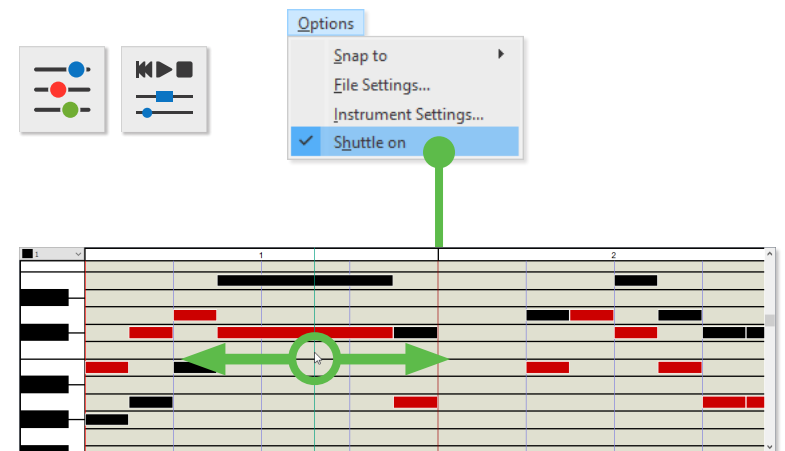 Options
Snap to
File Settings...
Instrument Settings...
Shuttle on
1
1
2